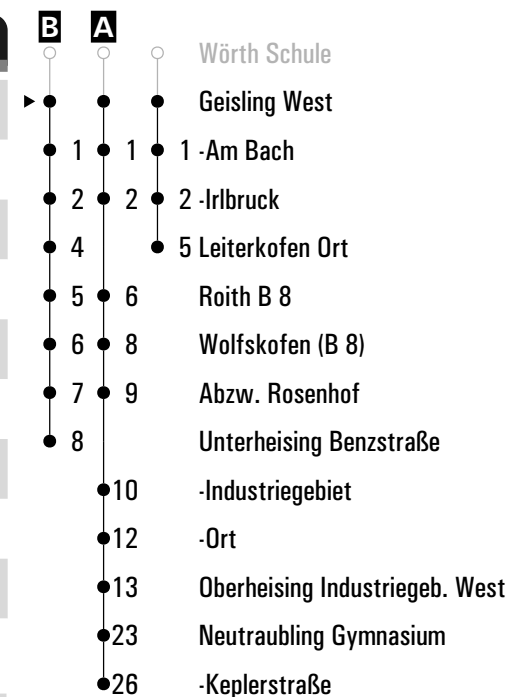 B A
Wörth Schule
Geisling West
1 1 1 -Am Bach
2 2 2 -Irlbruck
4 5 Leiterkofen Ort
5 6 Roith B 8
6 8 Wolfskofen (B 8)
7 9 Abzw. Rosenhof
8 Unterheising Benzstraße
10 -Industriegebiet
12 -Ort
13 Oberheising Industriegeb. West
23 Neutraubling Gymnasium
26 -Keplerstraße